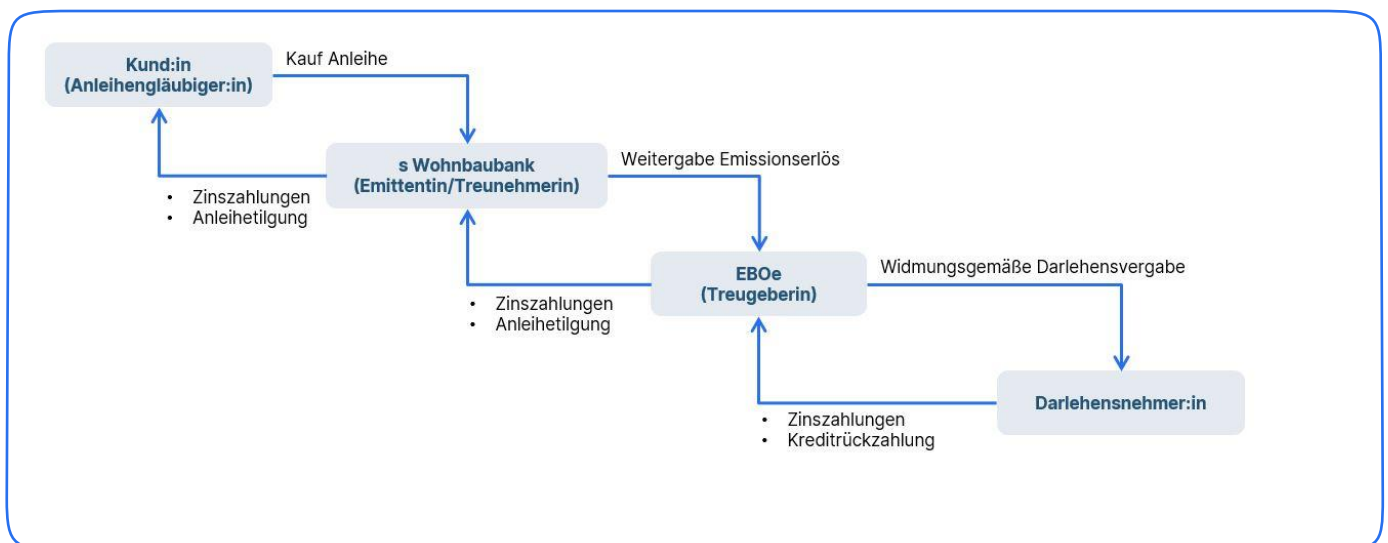 Kund:in
(Anleihengläubiger:in)
Kauf Anleihe
s Wohnbaubank
(Emittentin/Treunehmerin)
Weitergabe Emissionserlös
• Zinszahlungen
• Anleihetilgung
EBOe
(Treugeberin)
Widmungsgemäße Darlehensvergabe
• Zinszahlungen
• Anleihetilgung
Darlehensnehmer:in
• Zinszahlungen
• Kreditrückzahlung